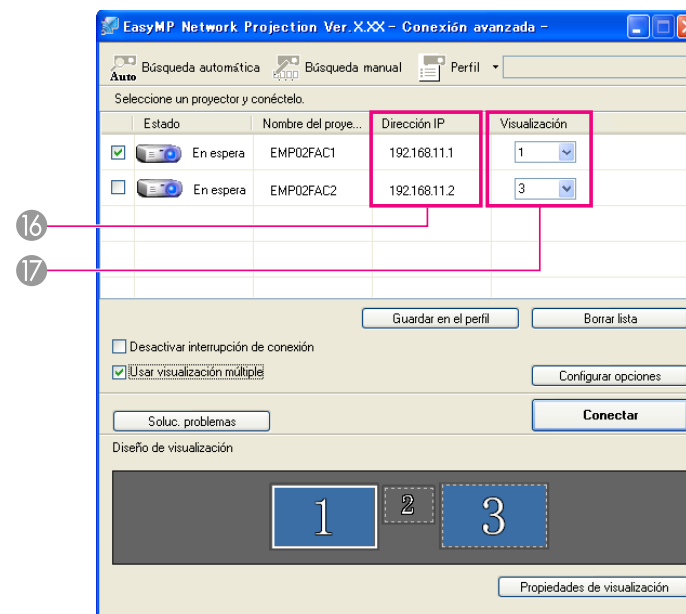 EasyMP Network Projection Ver.X.XX - Conexión avanzada -
Auto Búsqueda automática Búsqueda manual Perfil
Seleccione un proyector y conéctelo.
Estado Nombre del proye... Dirección IP Visualización
En espera EMP02FAC1 192.168.11.1 1
En espera EMP02FAC2 192.168.11.2 3
16
17
Guardar en el perfil Borrar lista
Desactivar interrupción de conexión
Usar visualización múltiple
Configurar opciones
Conectar
Soluc. problemas
Diseño de visualización
1 2 3
Propiedades de visualización